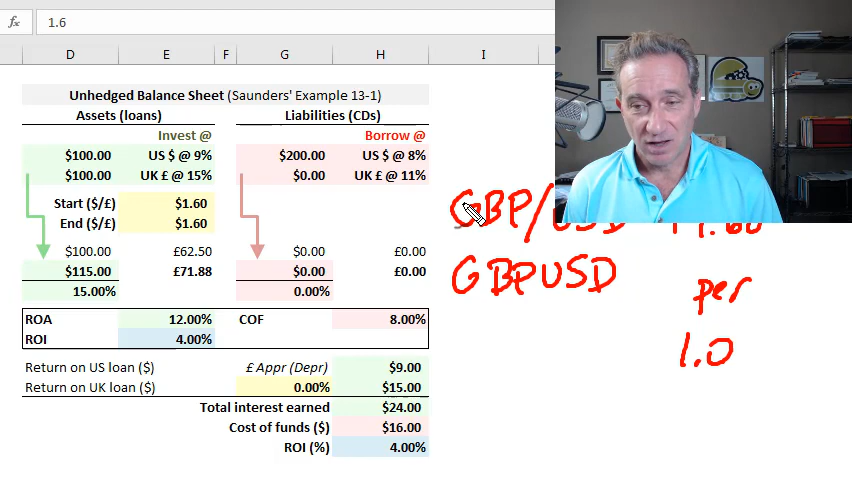 fx 1.6
D E F G H I
Unhedged Balance Sheet (Saunders' Example 13-1)
Assets (loans) Liabilities (CDs)
Invest @ Borrow @
$100.00 US $ @ 9% $200.00 US $ @ 8%
$100.00 UK £ @ 15% $0.00 UK £ @ 11%
Start ($/£) $1.60
End ($/£) $1.60
$100.00 £62.50 $0.00 £0.00
$115.00 £71.88 $0.00 £0.00
15.00% 0.00%
ROA 12.00% COF 8.00%
ROI 4.00%
Return on US loan ($) £ Appr (Depr) $9.00
Return on UK loan ($) 0.00% $15.00
Total interest earned $24.00
Cost of funds ($) $16.00
ROI (%) 4.00%
GBP/
GBPUSD
per
1.0